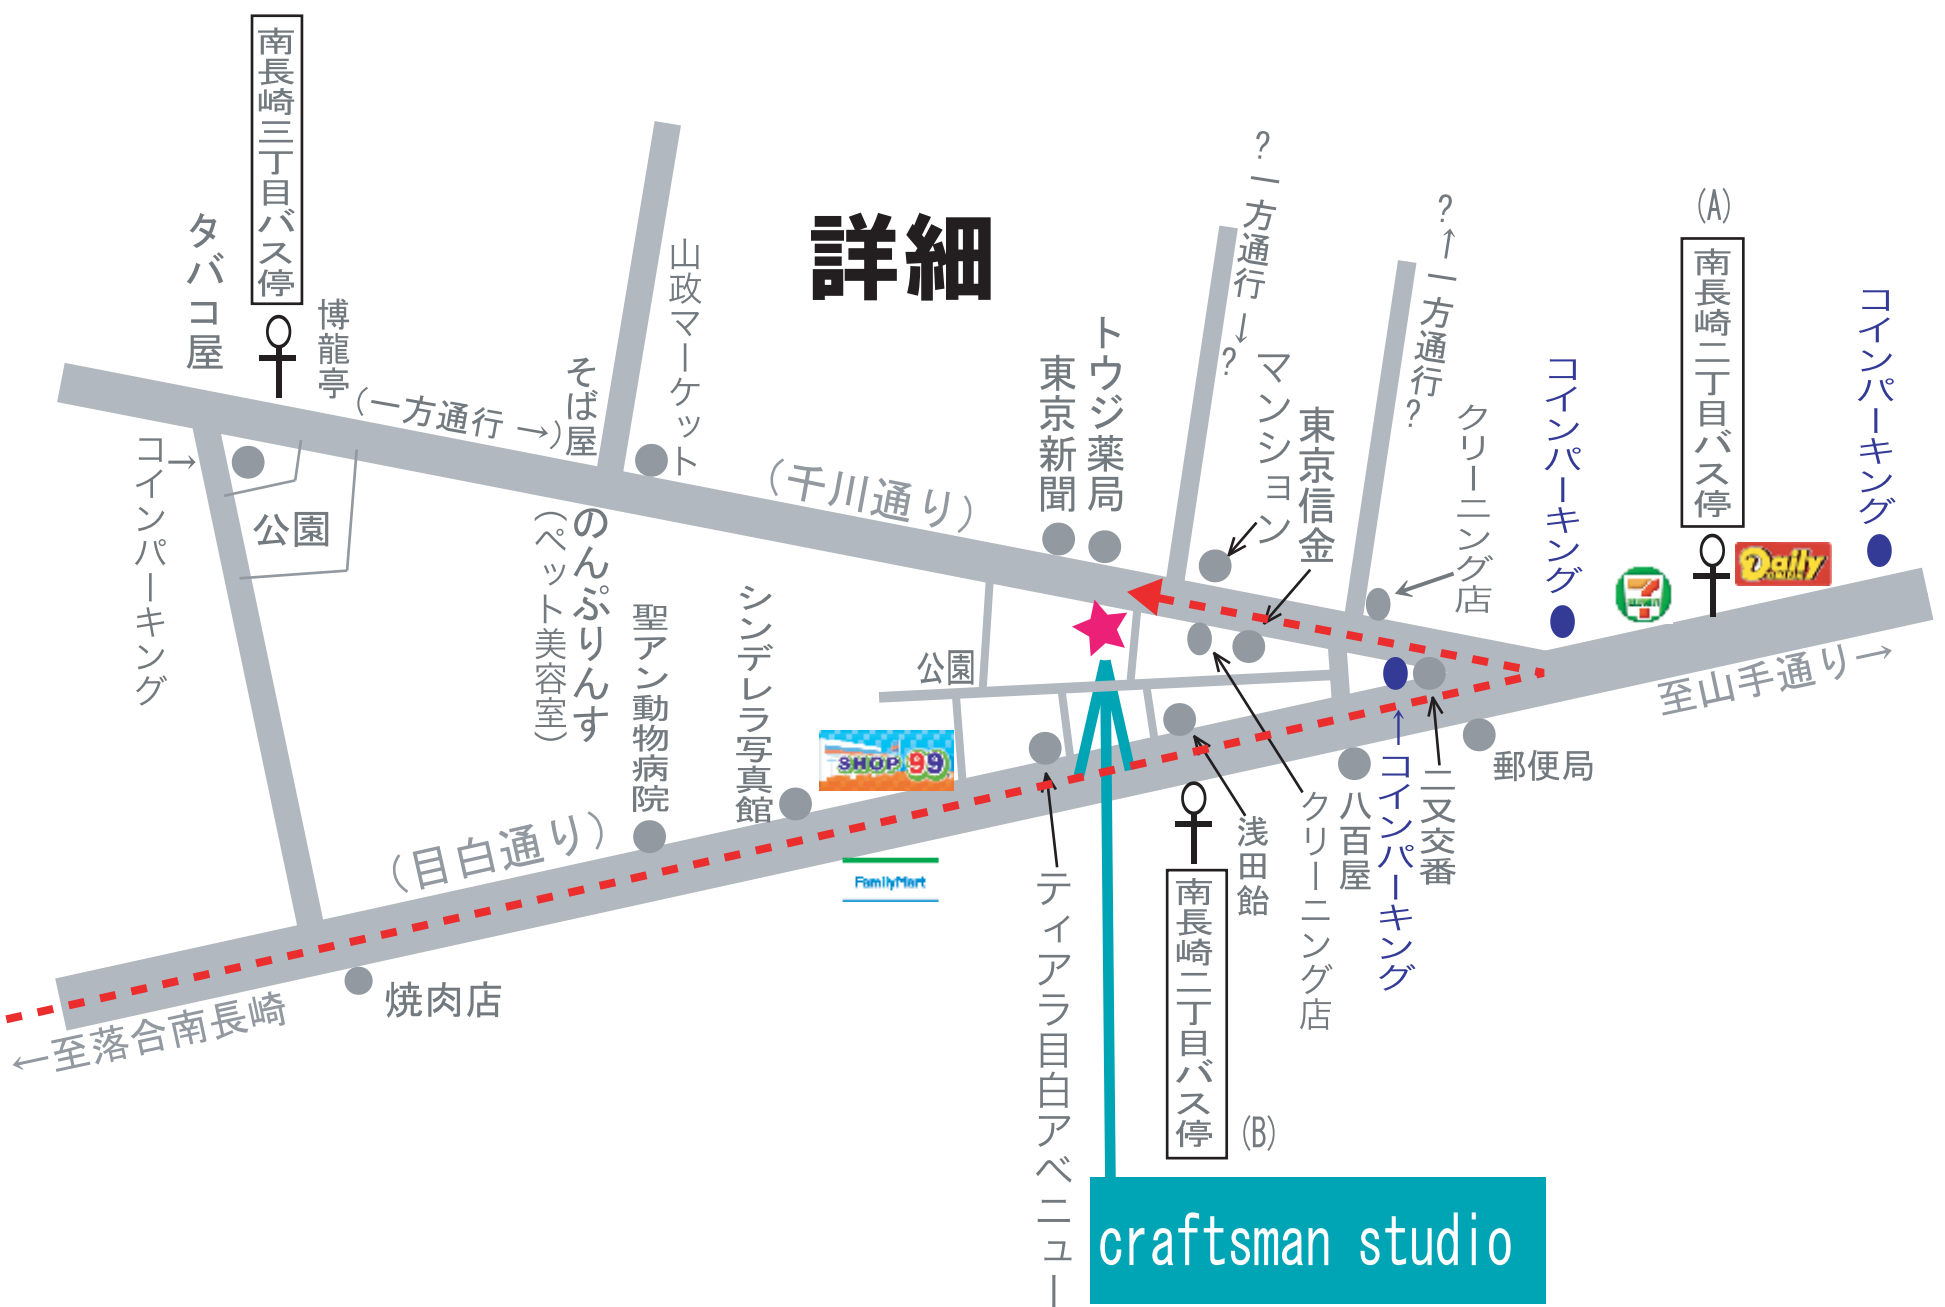 詳細
南長崎三丁目バス停
タバコ屋
博龍亭
(一方通行 →)
コインパーキング
→
公園
そば屋
山政マーケット
のんぷりんす
(ペット美容室)
(千川通り)
東京新聞
トウジ薬局
?一方通行→?
マンション
東京信金
?←一方通行?
クリーニング店
コインパーキング
(A)
南長崎二丁目バス停
コインパーキング
7
Daily
至山手通り→
聖アン動物病院
シンデレラ写真館
公園
SHOP 99
FamilyMart
(目白通り)
焼肉店
←至落合南長崎
ティアラ目白アベニュー
南長崎二丁目バス停
(B)
浅田飴
クリーニング店
八百屋
←コインパーキング
二又交番
郵便局
craftsman studio